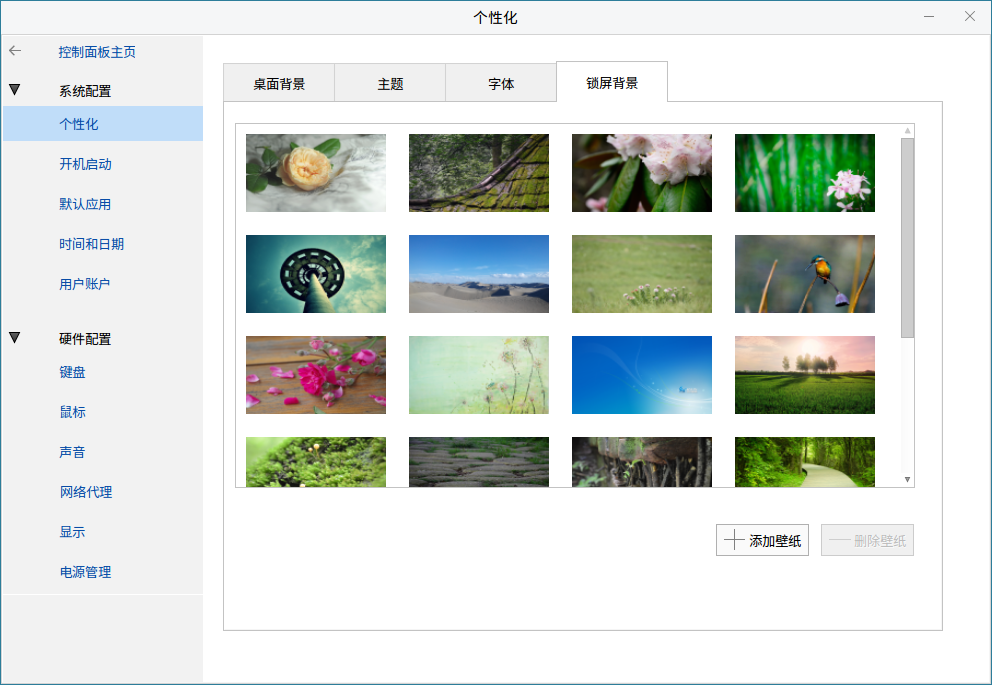 个性化
控制面板主页
系统配置
个性化
开机启动
默认应用
时间和日期
用户账户
硬件配置
键盘
鼠标
声音
网络代理
显示
电源管理
桌面背景
主题
字体
锁屏背景
添加壁纸
删除壁纸